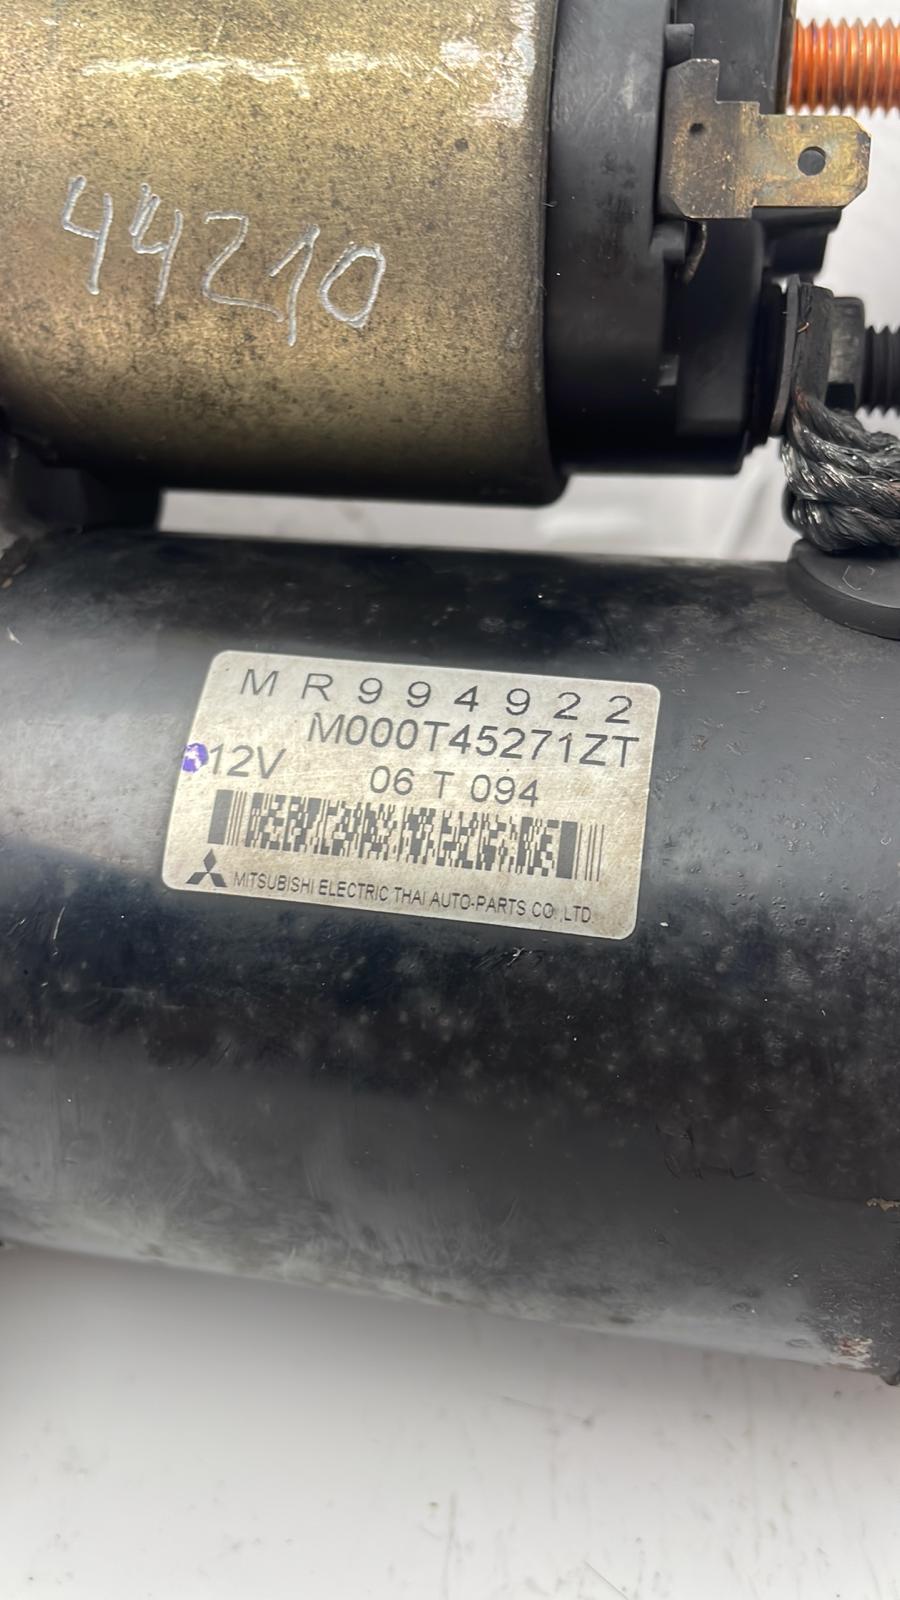 44210
MR994922
M000T45271ZT
12V 06 T 094
MITSUBISHI ELECTRIC THAI AUTO-PARTS CO.,LTD